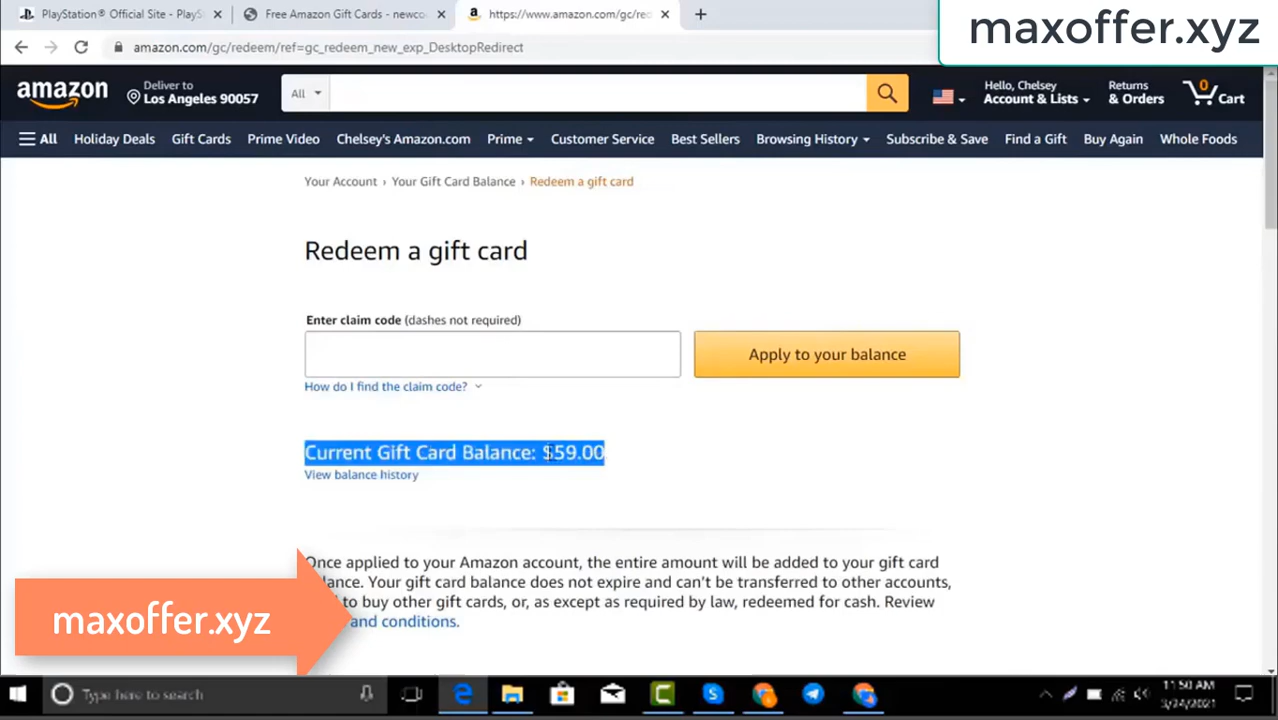 PlayStation® Official Site - PlayS
Free Amazon Gift Cards - newco
https://www.amazon.com/gc/red
maxoffer.xyz
amazon.com/gc/redeem/ref=gc_redeem_new_exp_DesktopRedirect
amazon
Deliver to
Los Angeles 90057
All
Hello, Chelsey
Account & Lists
Returns
& Orders
0
Cart
All Holiday Deals Gift Cards Prime Video Chelsey's Amazon.com Prime Customer Service Best Sellers Browsing History Subscribe & Save Find a Gift Buy Again Whole Foods
Your Account › Your Gift Card Balance › Redeem a gift card
Redeem a gift card
Enter claim code (dashes not required)
Apply to your balance
How do I find the claim code?
Current Gift Card Balance: $59.00
View balance history
Once applied to your Amazon account, the entire amount will be added to your gift card
balance. Your gift card balance does not expire and can't be transferred to other accounts,
to buy other gift cards, or, as except as required by law, redeemed for cash. Review
and conditions.
maxoffer.xyz
Type here to search
11:50 AM
3/24/2021